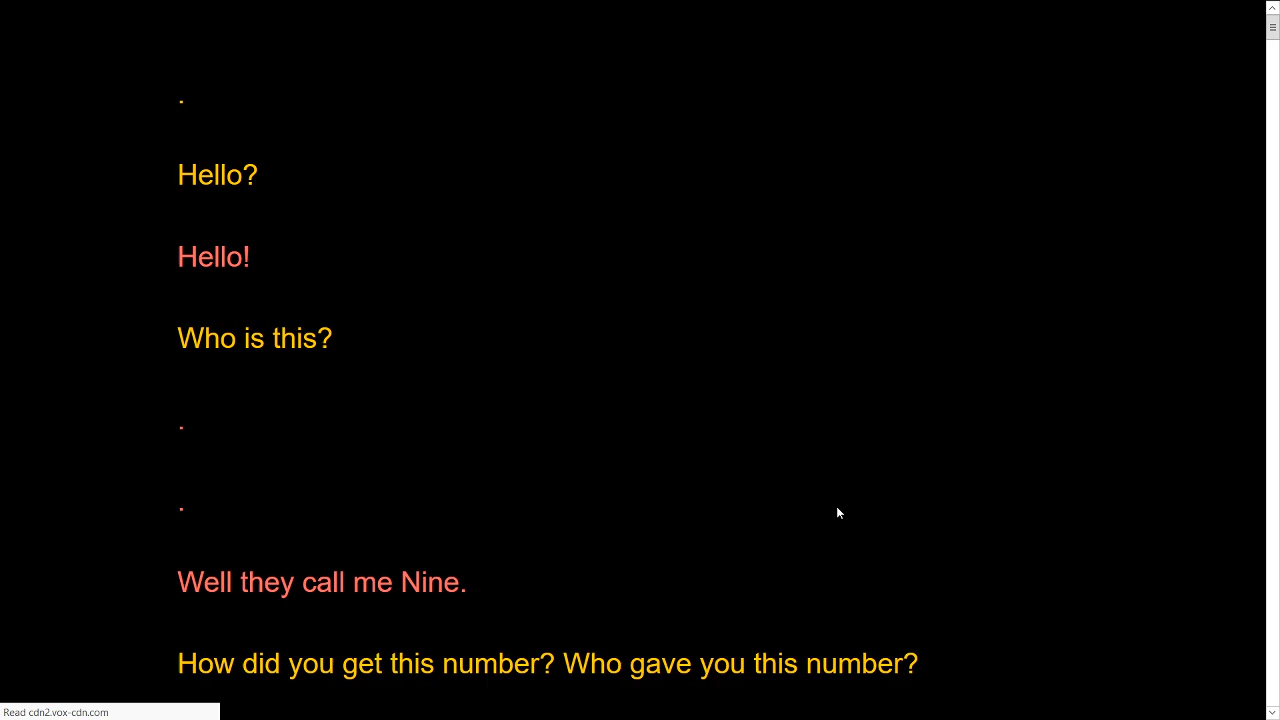 .
Hello?
Hello!
Who is this?
.
.
Well they call me Nine.
How did you get this number? Who gave you this number?
Read cdn2.vox-cdn.com